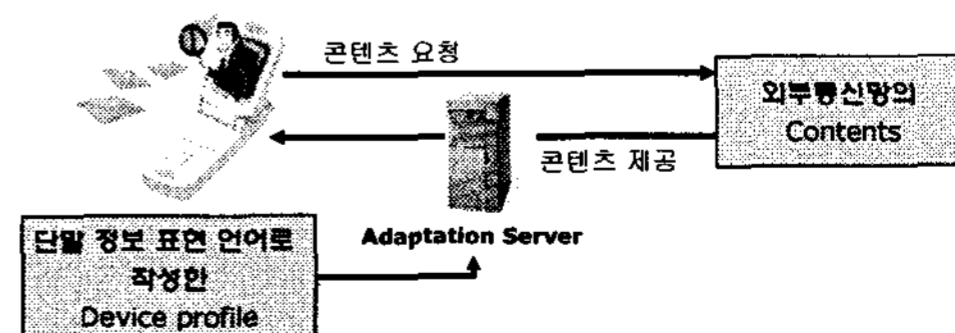 콘텐츠 요청
외부통신망의
Contents
콘텐츠 제공
Adaptation Server
단말 정보 표현 언어로
작성한
Device profile